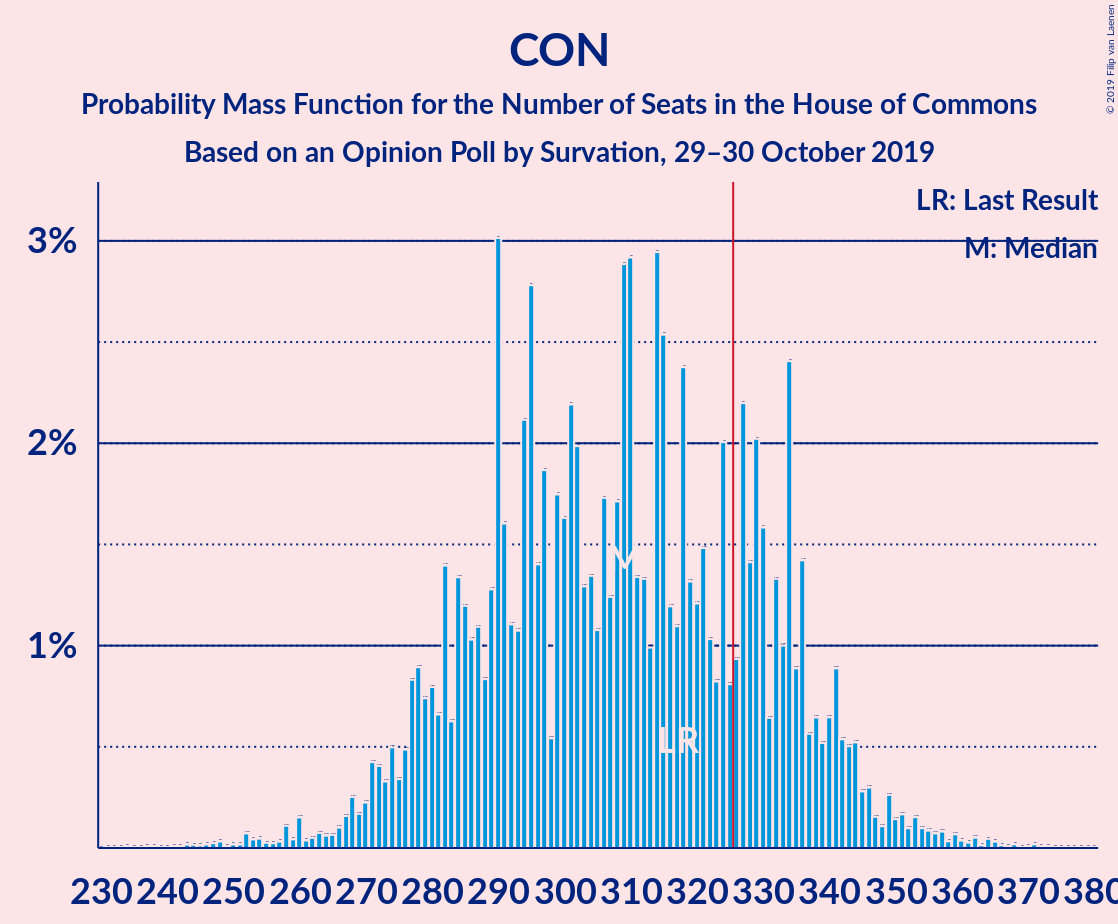 CON
Probability Mass Function for the Number of Seats in the House of Commons
Based on an Opinion Poll by Survation, 29–30 October 2019
© 2019 Filip van Laenen
LR: Last Result
M: Median
3%
2%
1%
M
LR
230 240 250 260 270 280 290 300 310 320 330 340 350 360 370 380